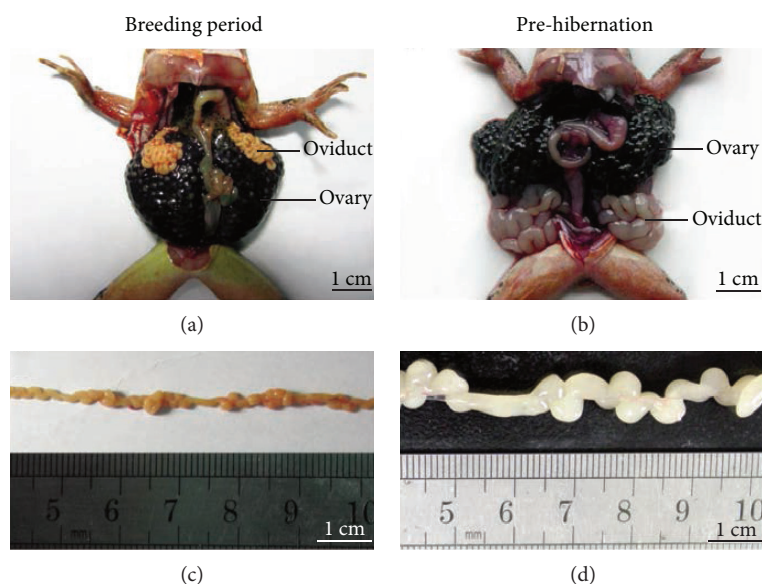 Breeding period
Pre-hibernation
Oviduct
Ovary
1 cm
Ovary
Oviduct
1 cm
(a)
(b)
5 6 7 8 9 10
mm
1 cm
5 6 7 8 9 10
mm
1 cm
(c)
(d)